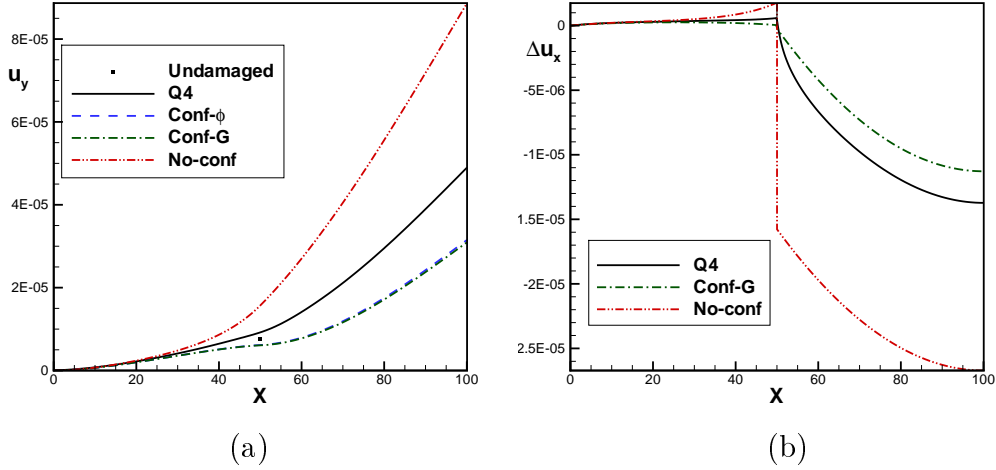 8E-05
6E-05
4E-05
2E-05
0
u_y
0 20 40 60 80 100
X
Undamaged
Q4
Conf-ϕ
Conf-G
No-conf
(a)
0
-5E-06
-1E-05
1.5E-05
-2E-05
2.5E-05
Δu_x
0 20 40 60 80 100
X
Q4
Conf-G
No-conf
(b)